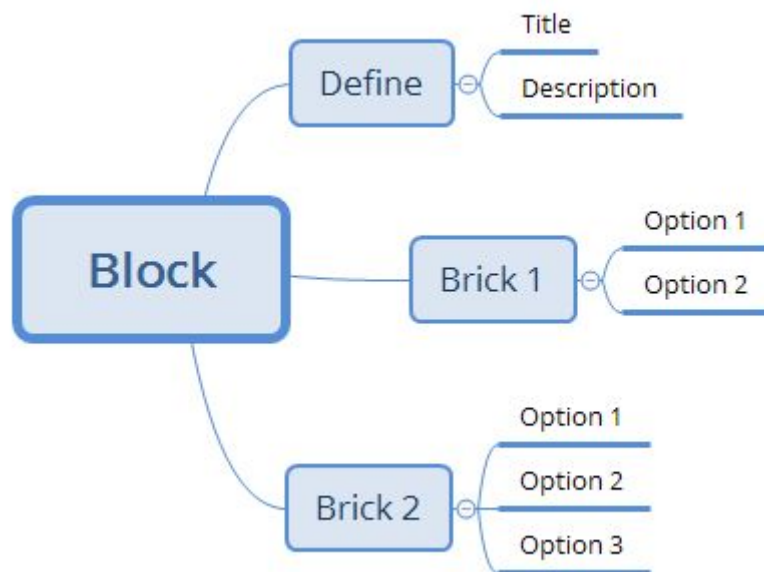 Block
Define
Title
Description
Brick 1
Option 1
Option 2
Brick 2
Option 1
Option 2
Option 3